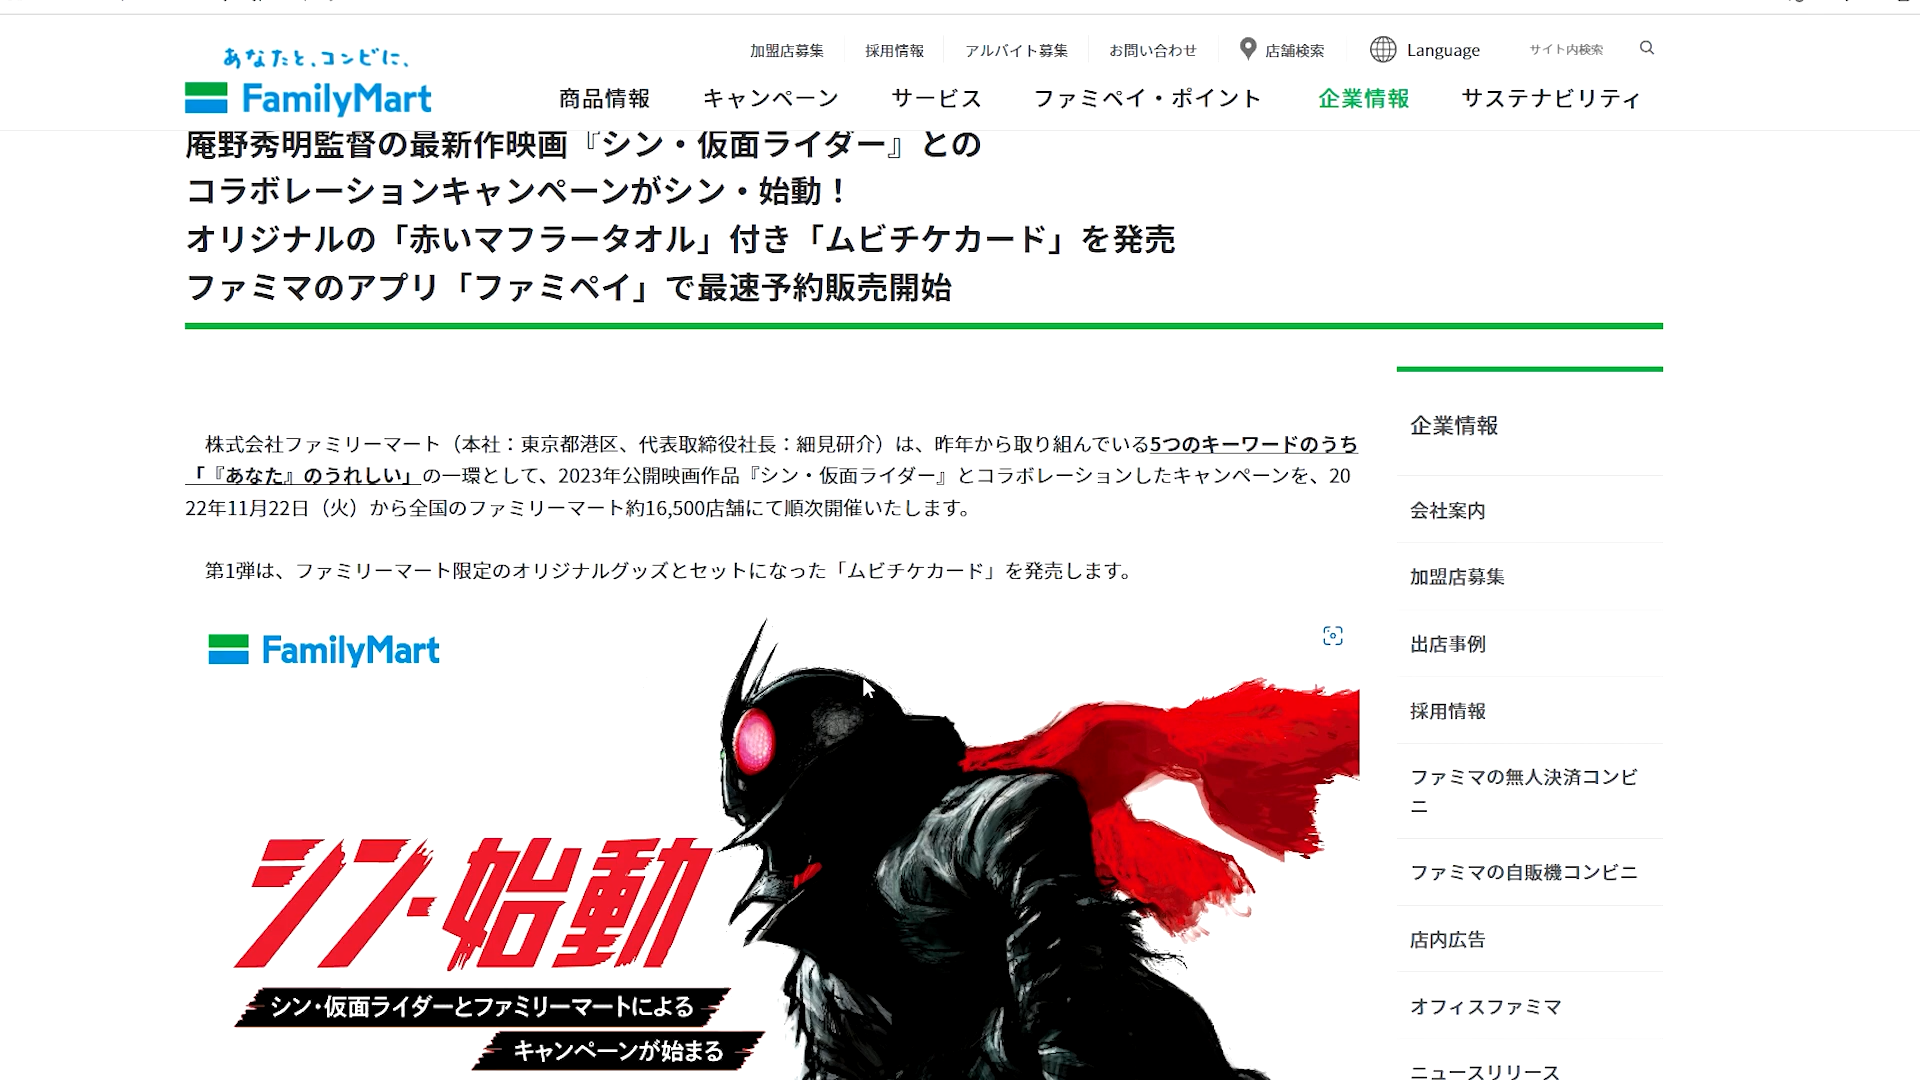 あなたと、コンビに、
FamilyMart
加盟店募集
採用情報
アルバイト募集
お問い合わせ
店舗検索
Language
サイト内検索
商品情報
キャンペーン
サービス
ファミペイ・ポイント
企業情報
サステナビリティ
庵野秀明監督の最新作映画『シン・仮面ライダー』との
コラボレーションキャンペーンがシン・始動！
オリジナルの「赤いマフラータオル」付き「ムビチケカード」を発売
ファミマのアプリ「ファミペイ」で最速予約販売開始
株式会社ファミリーマート（本社：東京都港区、代表取締役社長：細見研介）は、昨年から取り組んでいる5つのキーワードのうち
「『あなた』のうれしい」の一環として、2023年公開映画作品『シン・仮面ライダー』とコラボレーションしたキャンペーンを、20
22年11月22日（火）から全国のファミリーマート約16,500店舗にて順次開催いたします。
第1弾は、ファミリーマート限定のオリジナルグッズとセットになった「ムビチケカード」を発売します。
FamilyMart
シン・始動
シン・仮面ライダーとファミリーマートによる
キャンペーンが始まる
企業情報
会社案内
加盟店募集
出店事例
採用情報
ファミマの無人決済コンビ
ニ
ファミマの自販機コンビニ
店内広告
オフィスファミマ
ニュースリリース